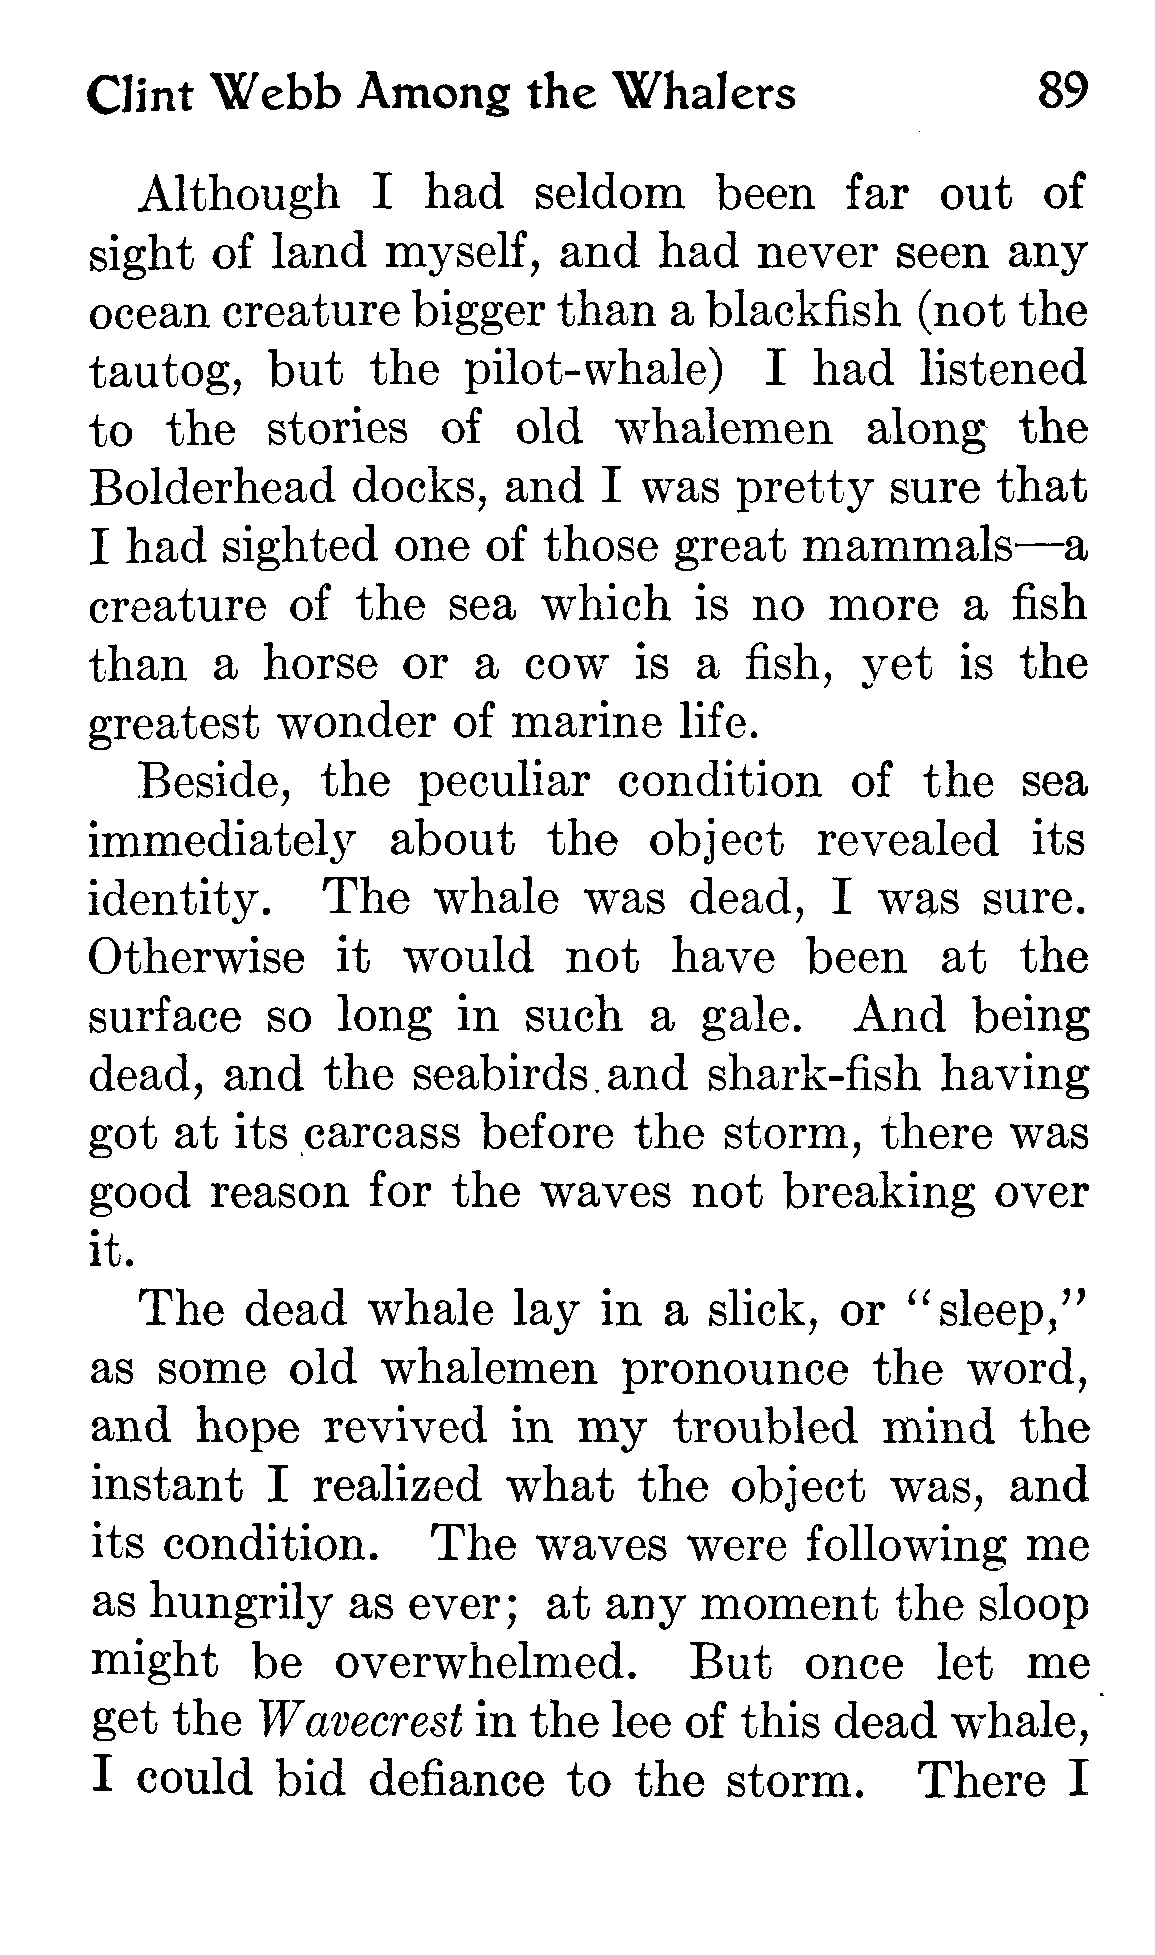 Clint Webb Among the Whalers 89
Although I had seldom been far out of
sight of land myself, and had never seen any
ocean creature bigger than a blackfish (not the
tautog, but the pilot-whale) I had listened
to the stories of old whalemen along the
Bolderhead docks, and I was pretty sure that
I had sighted one of those great mammals—a
creature of the sea which is no more a fish
than a horse or a cow is a fish, yet is the
greatest wonder of marine life.
Beside, the peculiar condition of the sea
immediately about the object revealed its
identity. The whale was dead, I was sure.
Otherwise it would not have been at the
surface so long in such a gale. And being
dead, and the seabirds and shark-fish having
got at its carcass before the storm, there was
good reason for the waves not breaking over
it.
The dead whale lay in a slick, or “sleep,”
as some old whalemen pronounce the word,
and hope revived in my troubled mind the
instant I realized what the object was, and
its condition. The waves were following me
as hungrily as ever; at any moment the sloop
might be overwhelmed. But once let me
get the Wavecrest in the lee of this dead whale,
I could bid defiance to the storm. There I